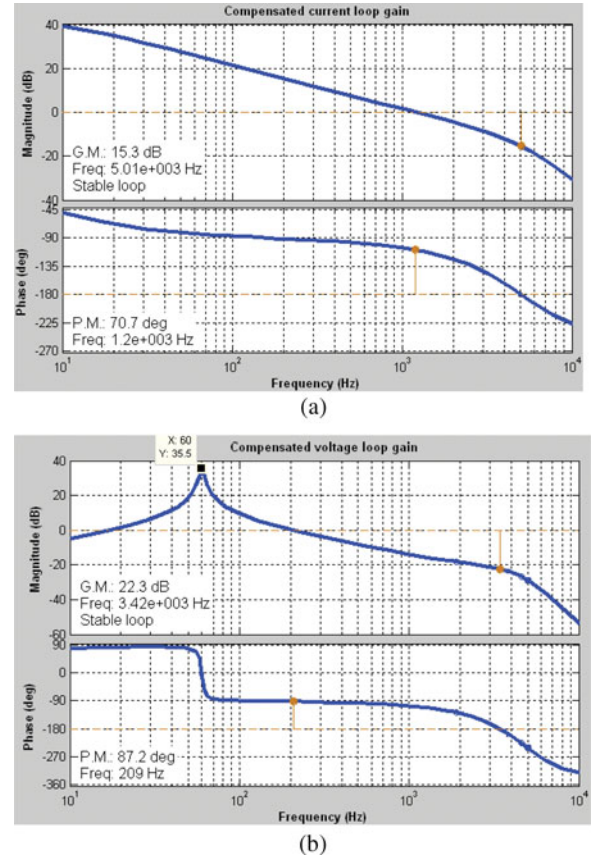 Compensated current loop gain
40
20
0
-20
40
Magnitude (dB)
G.M.: 15.3 dB
Freq: 5.01e+003 Hz
Stable loop
-45
-90
-135
-180
-225
-270
Phase (deg)
P.M.: 70.7 deg
Freq: 1.2e+003 Hz
10^1
10^2
10^3
10^4
Frequency (Hz)
(a)
X: 60
Y: 35.5
Compensated voltage loop gain
40
20
0
-20
-40
60
Magnitude (dB)
G.M.: 22.3 dB
Freq: 3.42e+003 Hz
Stable loop
90
0
-90
-180
-270
-360
Phase (deg)
P.M.: 87.2 deg
Freq: 209 Hz
10^1
10^2
10^3
10^4
Frequency (Hz)
(b)